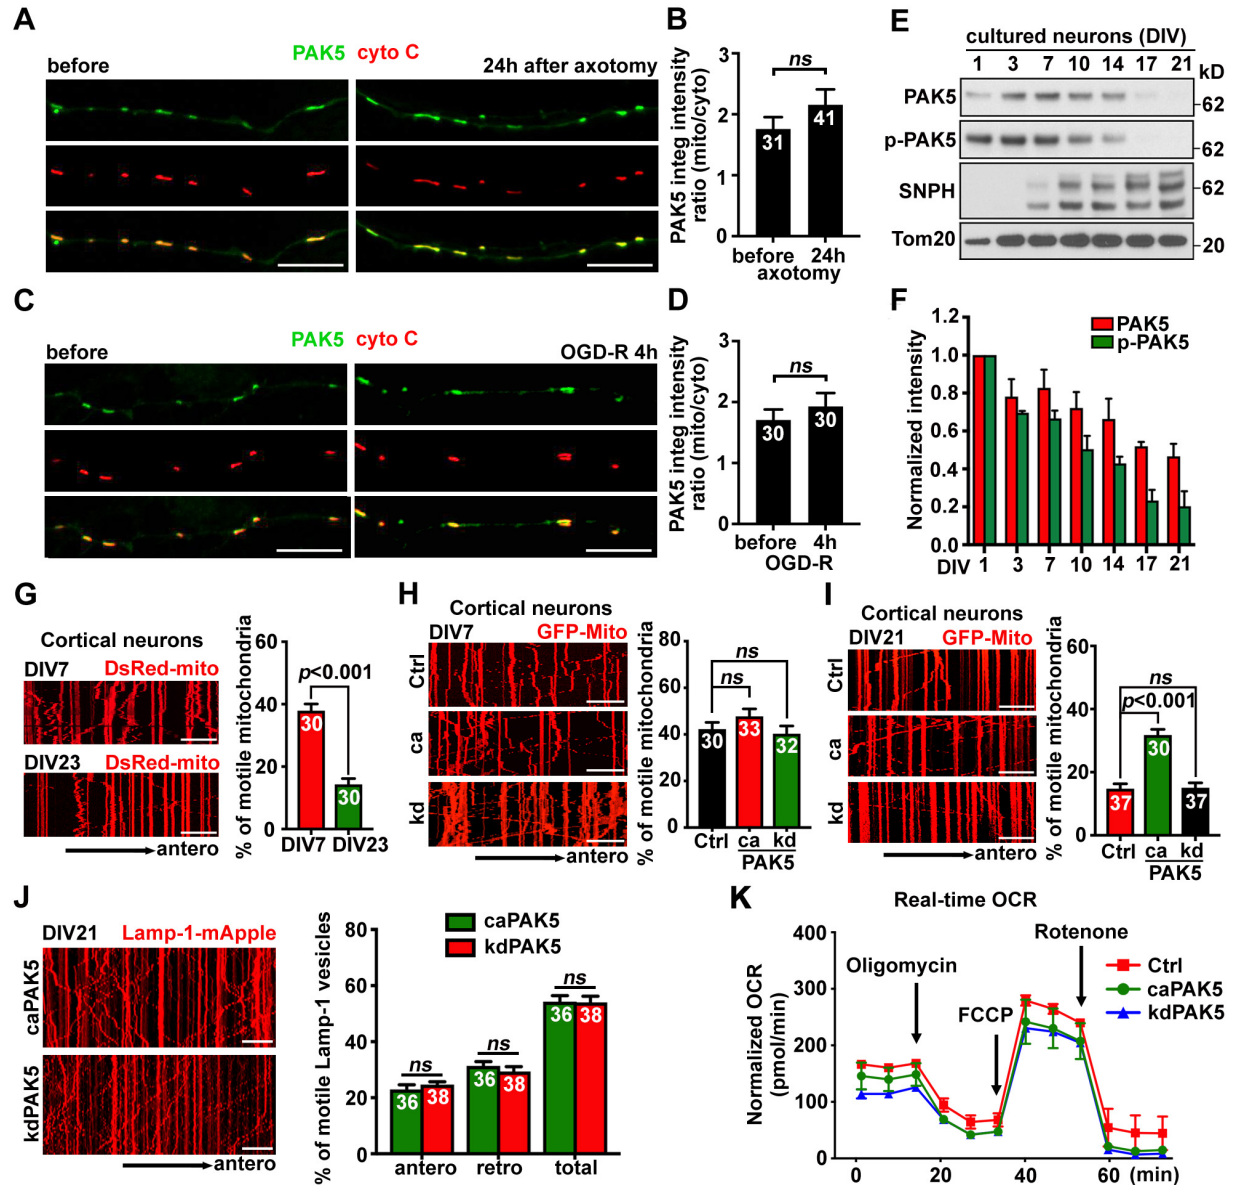 A
PAK5 cyto C
before
24h after axotomy
B
PAK5 integ intensity
ratio (mito/cyto)
3
2
1
0
ns
31
41
before 24h
axotomy
E
cultured neurons (DIV)
1 3 7 10 14 17 21
kD
PAK5
62
p-PAK5
62
SNPH
62
Tom20
20
C
PAK5 cyto C
before
OGD-R 4h
D
PAK5 integ intensity
ratio (mito/cyto)
3
2
1
0
ns
30
30
before 4h
OGD-R
F
Normalized intensity
1.2
1.0
0.8
0.6
0.4
0.2
0.0
PAK5
p-PAK5
DIV 1 3 7 10 14 17 21
G
Cortical neurons
DIV7 DsRed-mito
DIV23 DsRed-mito
antero
% of motile mitochondria
60
40
20
0
p<0.001
30
30
DIV7 DIV23
H
Cortical neurons
DIV7 GFP-Mito
Ctrl
ca
kd
antero
% of motile mitochondria
80
60
40
20
0
ns
ns
30
33
32
Ctrl ca kd
PAK5
I
Cortical neurons
DIV21 GFP-Mito
Ctrl
ca
kd
antero
% of motile mitochondria
60
40
20
0
ns
p<0.001
37
30
37
Ctrl ca kd
PAK5
J
DIV21 Lamp-1-mApple
caPAK5
kdPAK5
antero
% of motile Lamp-1 vesicles
80
60
40
20
0
caPAK5
kdPAK5
ns
ns
ns
36 38
36 38
36 38
antero retro total
K
Real-time OCR
Normalized OCR
(pmol/min)
400
300
200
100
0
Oligomycin
FCCP
Rotenone
Ctrl
caPAK5
kdPAK5
0 20 40 60 (min)